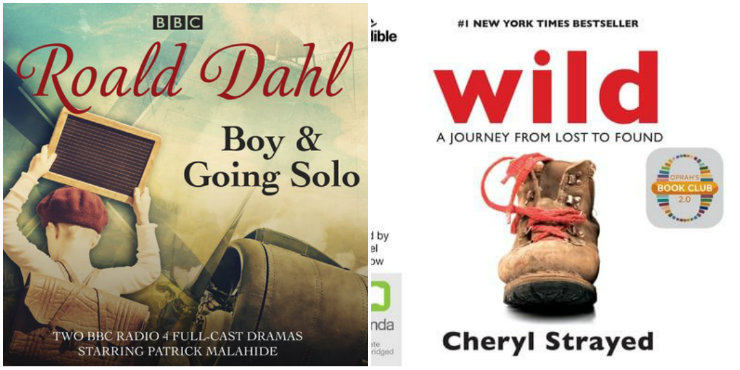 BBC
Roald Dahl
Boy &
Going Solo
TWO BBC RADIO 4 FULL-CAST DRAMAS
STARRING PATRICK MALAHIDE
#1 NEW YORK TIMES BESTSELLER
wild
A JOURNEY FROM LOST TO FOUND
OPRAH'S
BOOK CLUB
2.0
by
Cheryl Strayed